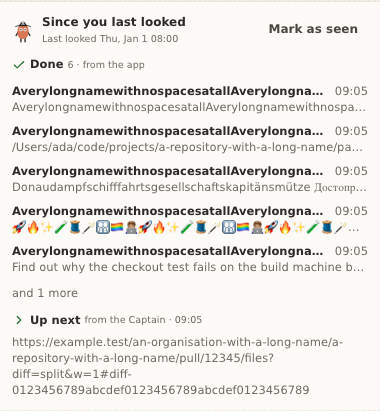 Since you last looked
Mark as seen
Last looked Thu, Jan 1 08:00
Done 6 · from the app
AverylongnamewithnospacesatallAverylongna… 09:05
AverylongnamewithnospacesatallAverylongnamewithnospa…
AverylongnamewithnospacesatallAverylongna… 09:05
/Users/ada/code/projects/a-repository-with-a-long-name/pa…
AverylongnamewithnospacesatallAverylongna… 09:05
Donaudampfschifffahrtsgesellschaftskapitänsmütze Достопр…
AverylongnamewithnospacesatallAverylongna… 09:05
🚀🔥✨🧪🧵🪄🛗🏳️‍🌈🕵🏽🚀🔥✨🧪🧵🪄🛗🏳️‍🌈🕵🏽🚀🔥✨🧪🧵🪄…
AverylongnamewithnospacesatallAverylongna… 09:05
Find out why the checkout test fails on the build machine b…
and 1 more
Up next from the Captain · 09:05
https://example.test/an-organisation-with-a-long-name/a-
repository-with-a-long-name/pull/12345/files?
diff=split&w=1#diff-
0123456789abcdef0123456789abcdef0123456789